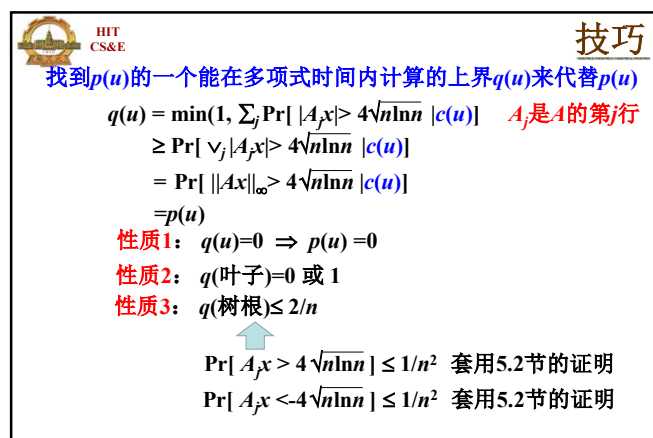 HIT
CS&E
技巧
找到p(u)的一个能在多项式时间内计算的上界q(u)来代替p(u)
q(u) = min(1, ∑ⱼ Pr[ |Aⱼx|> 4√nlnn |c(u)] Aⱼ是A的第j行
≥ Pr[ ∨ⱼ |Aⱼx|> 4√nlnn |c(u)]
= Pr[ ||Ax||∞> 4√nlnn |c(u)]
=p(u)
性质1： q(u)=0 ⇒ p(u) =0
性质2： q(叶子)=0 或 1
性质3： q(树根)≤ 2/n
Pr[ Aⱼx > 4√nlnn ] ≤ 1/n² 套用5.2节的证明
Pr[ Aⱼx <-4√nlnn ] ≤ 1/n² 套用5.2节的证明